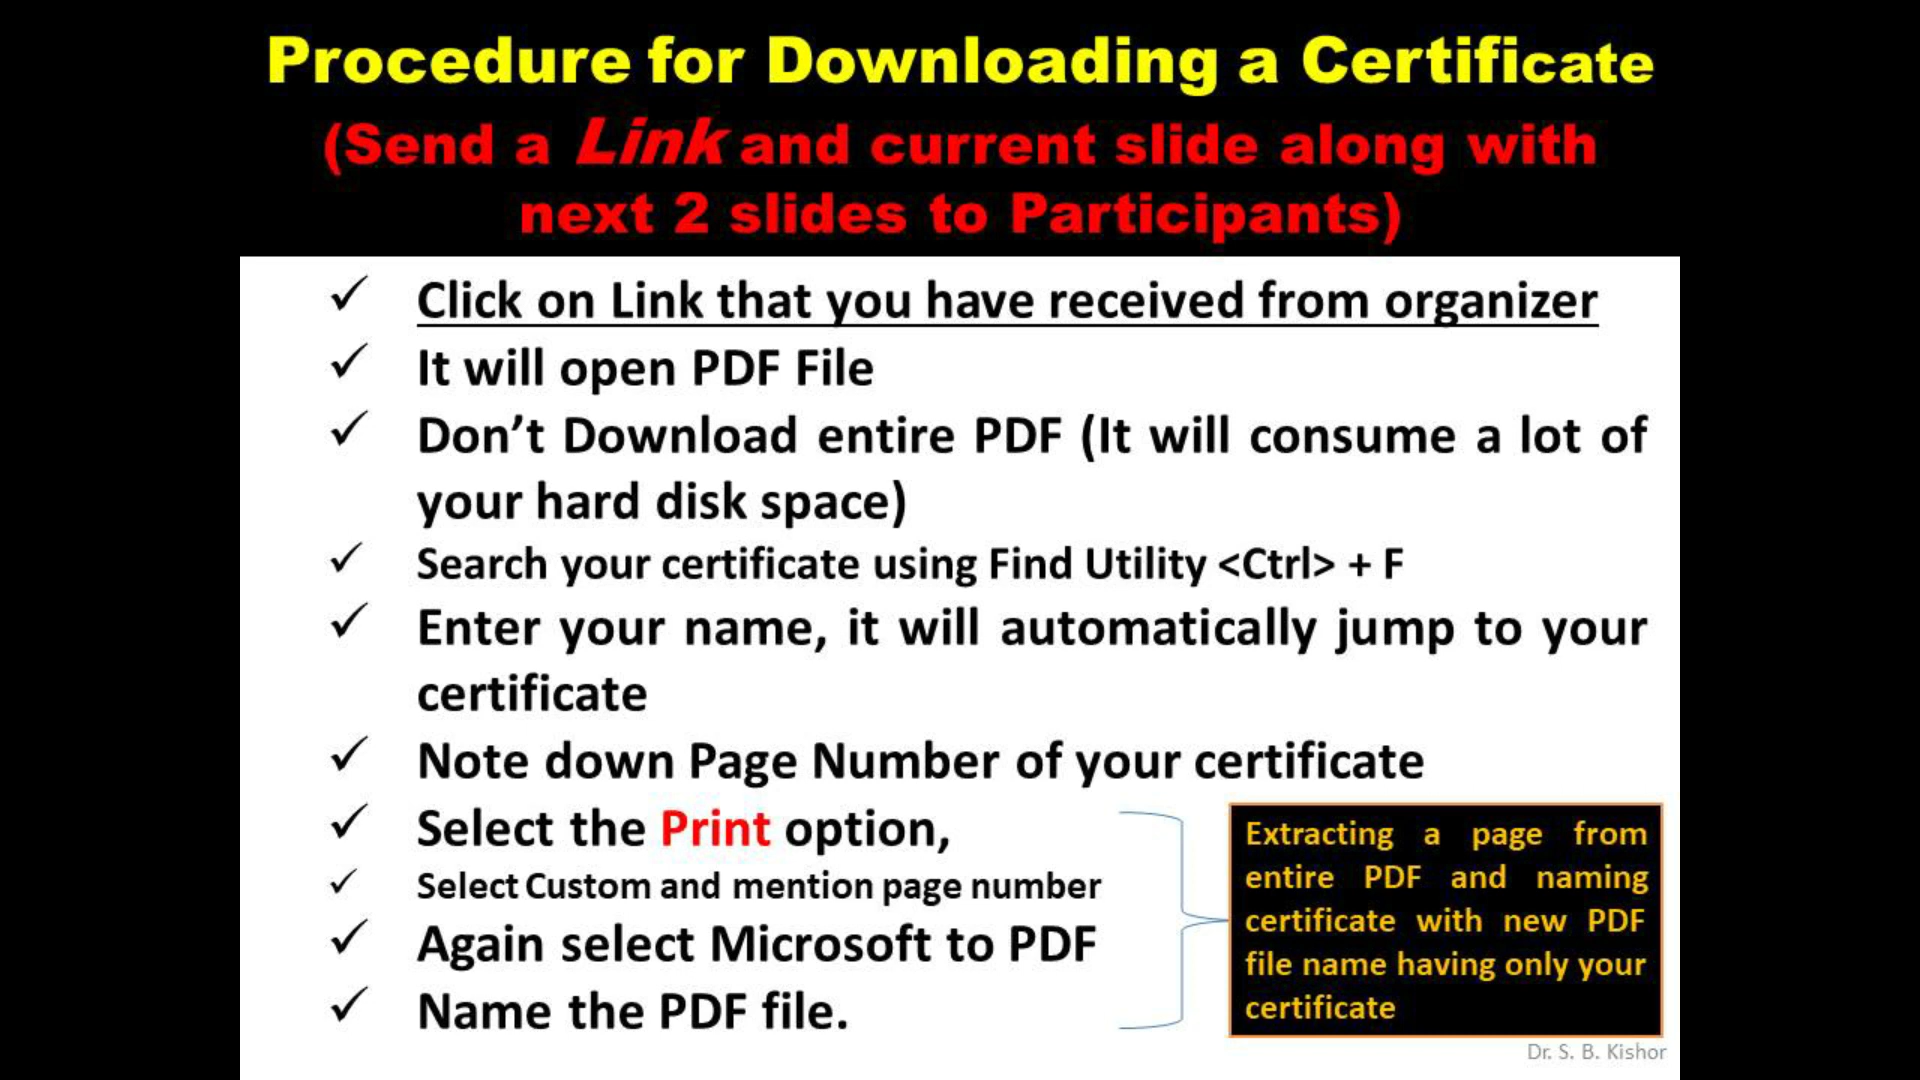 Procedure for Downloading a Certificate
(Send a Link and current slide along with
next 2 slides to Participants)
✓ Click on Link that you have received from organizer
✓ It will open PDF File
✓ Don’t Download entire PDF (It will consume a lot of
your hard disk space)
✓ Search your certificate using Find Utility <Ctrl> + F
✓ Enter your name, it will automatically jump to your
certificate
✓ Note down Page Number of your certificate
✓ Select the Print option,
✓ Select Custom and mention page number
✓ Again select Microsoft to PDF
✓ Name the PDF file.
Extracting a page from
entire PDF and naming
certificate with new PDF
file name having only your
certificate
Dr. S. B. Kishor